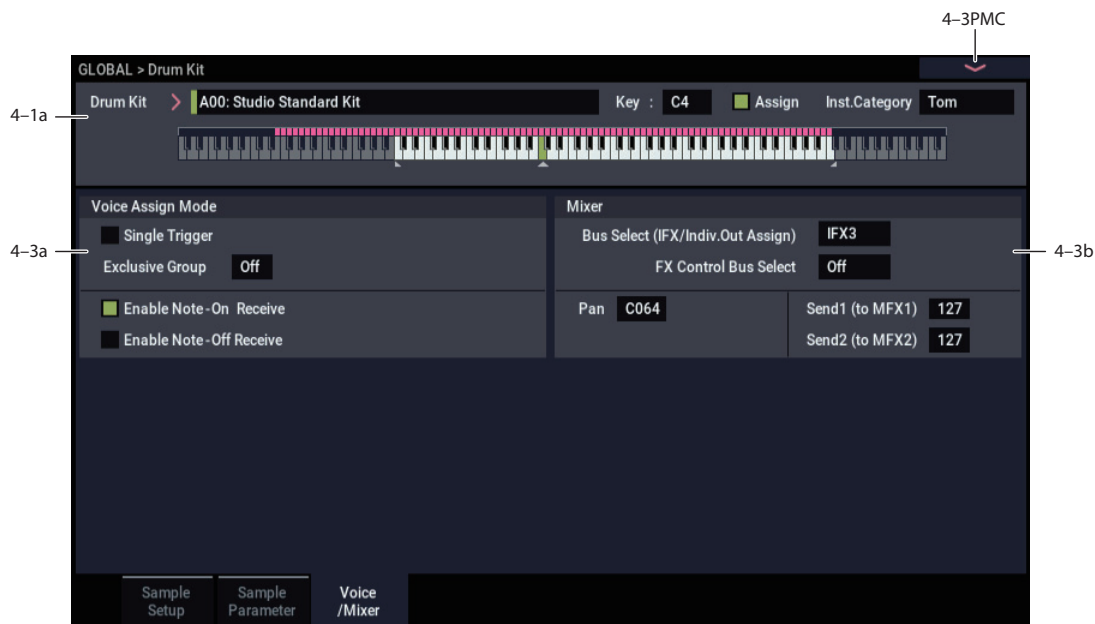 4–3PMC
GLOBAL > Drum Kit
4–1a
Drum Kit
A00: Studio Standard Kit
Key : C4
Assign
Inst.Category
Tom
Voice Assign Mode
Single Trigger
Exclusive Group
Off
Enable Note-On Receive
Enable Note-Off Receive
4–3a
Mixer
Bus Select (IFX/Indiv.Out Assign)
IFX3
FX Control Bus Select
Off
4–3b
Pan
C064
Send1 (to MFX1)
127
Send2 (to MFX2)
127
Sample
Setup
Sample
Parameter
Voice
/Mixer